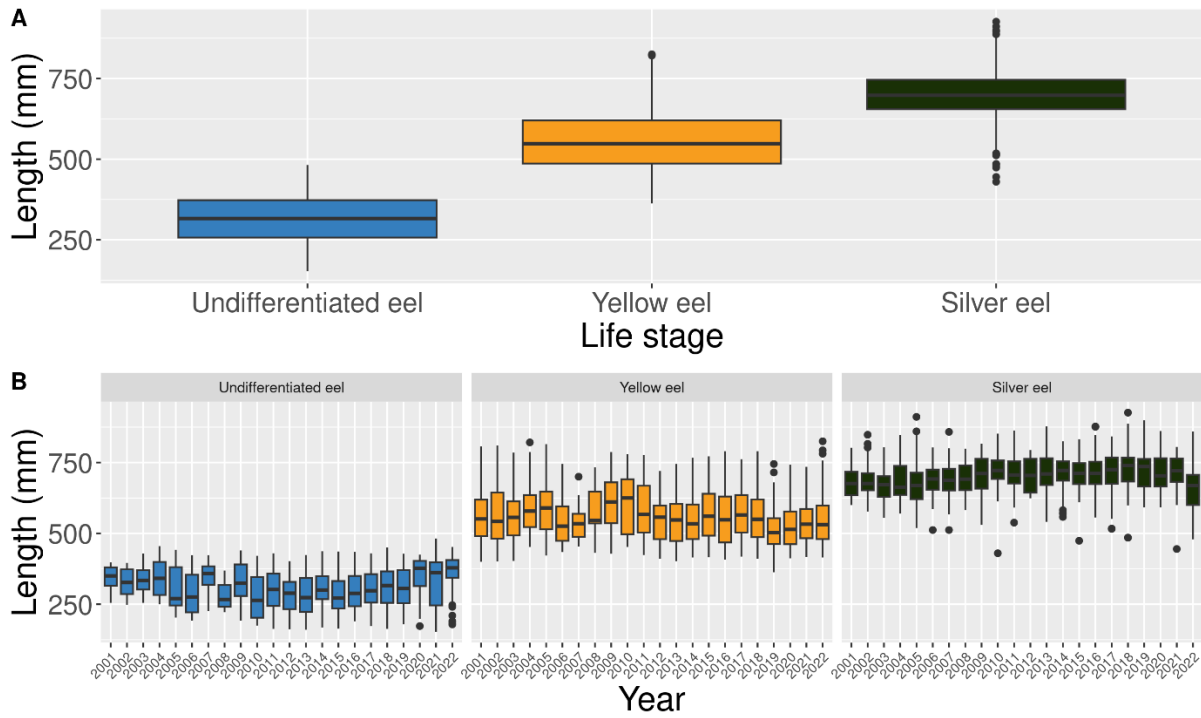 A
Length (mm)
750
500
250
Undifferentiated eel Yellow eel Silver eel
Life stage
B
Undifferentiated eel Yellow eel Silver eel
Length (mm)
750
500
250
2001 2002 2003 2004 2005 2006 2007 2008 2009 2010 2011 2012 2013 2014 2015 2016 2017 2018 2019 2020 2021 2022 2001 2002 2003 2004 2005 2006 2007 2008 2009 2010 2011 2012 2013 2014 2015 2016 2017 2018 2019 2020 2021 2022 2001 2002 2003 2004 2005 2006 2007 2008 2009 2010 2011 2012 2013 2014 2015 2016 2017 2018 2019 2020 2021 2022
Year